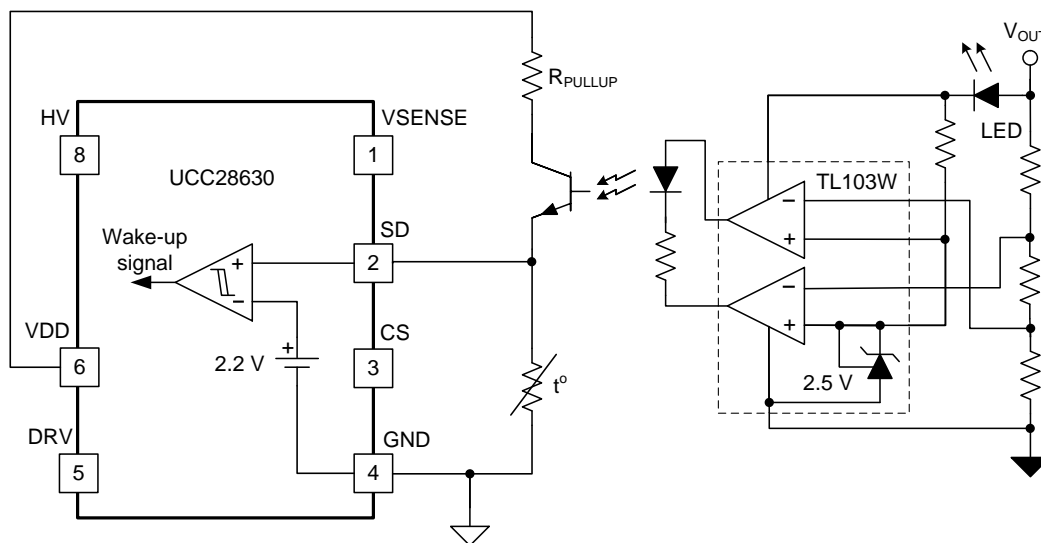 V_OUT
R_PULLUP
LED
HV
VSENSE
8
1
UCC28630
TL103W
SD
Wake-up
signal
+
−
2
−
+
VDD
CS
6
+
2.2 V
3
−
+
tº
2.5 V
DRV
GND
5
4